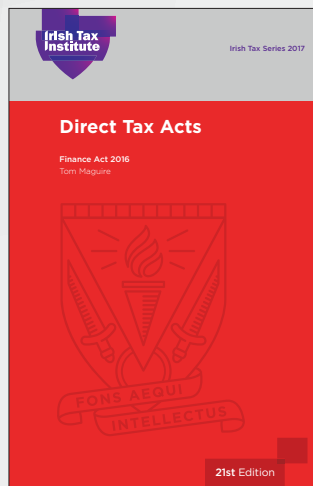 Irish Tax
Institute
Irish Tax Series 2017
Direct Tax Acts
Finance Act 2016
Tom Maguire
FONS AEQUI
INTELLECTUS
21st Edition